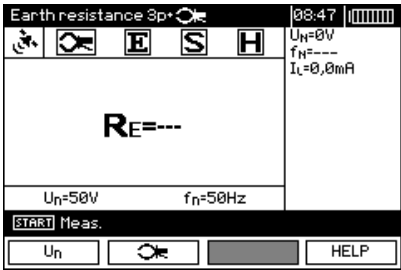 Earth resistance 3p+ 08:47
E S H
UN=0V
fN=---
IL=0,0mA
RE=---
Un=50V fn=50Hz
START Meas.
Un HELP